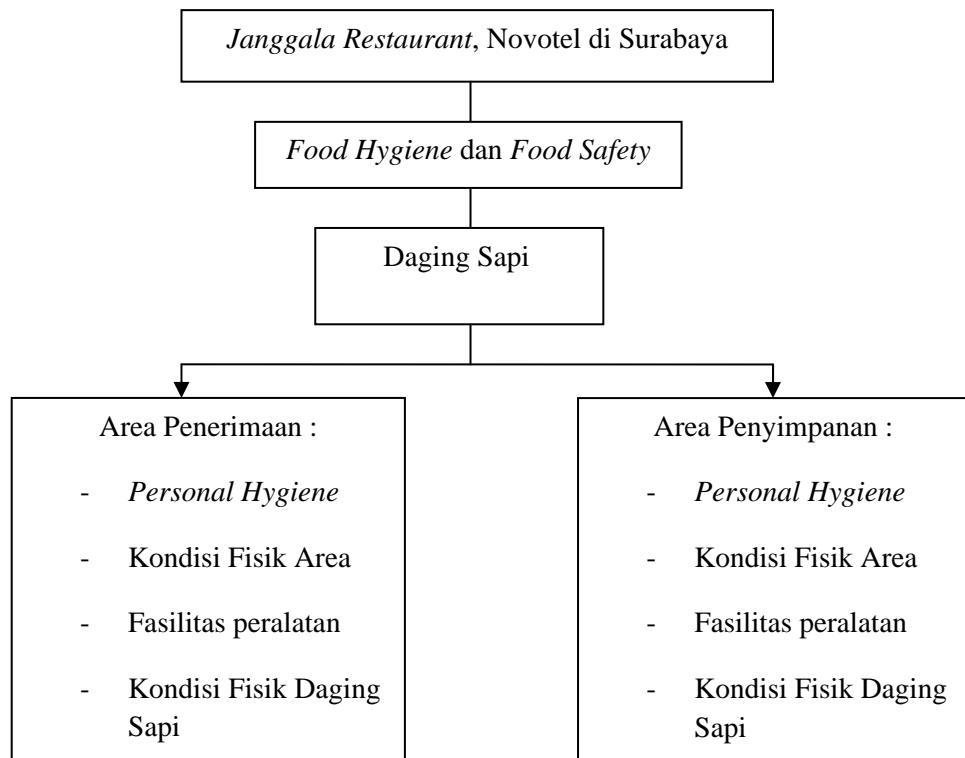 Janggala Restaurant, Novotel di Surabaya
Food Hygiene dan Food Safety
Daging Sapi
Area Penerimaan :
- Personal Hygiene
- Kondisi Fisik Area
- Fasilitas peralatan
- Kondisi Fisik Daging
Sapi
Area Penyimpanan :
- Personal Hygiene
- Kondisi Fisik Area
- Fasilitas peralatan
- Kondisi Fisik Daging
Sapi